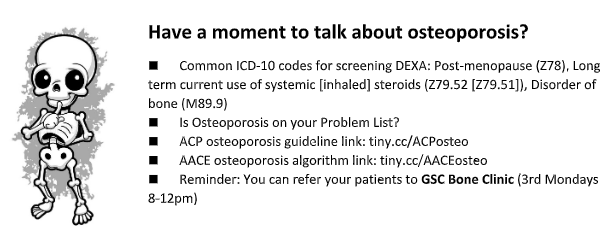 Have a moment to talk about osteoporosis?
■ Common ICD-10 codes for screening DEXA: Post-menopause (Z78), Long
term current use of systemic [inhaled] steroids (Z79.52 [Z79.51]), Disorder of
bone (M89.9)
■ Is Osteoporosis on your Problem List?
■ ACP osteoporosis guideline link: tiny.cc/ACPosteo
■ AACE osteoporosis algorithm link: tiny.cc/AACEosteo
■ Reminder: You can refer your patients to GSC Bone Clinic (3rd Mondays
8-12pm)